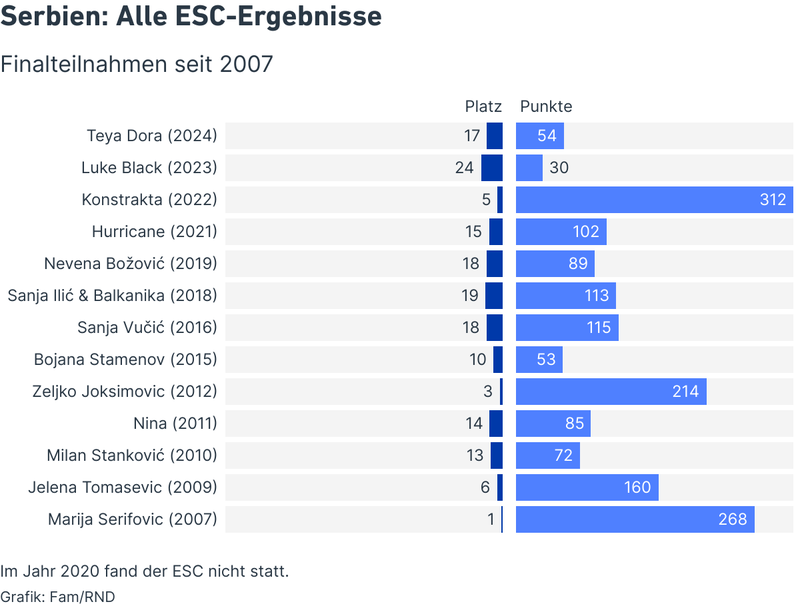 Serbien: Alle ESC-Ergebnisse
Finalteilnahmen seit 2007
Platz Punkte
Teya Dora (2024) 17 54
Luke Black (2023) 24 30
Konstrakta (2022) 5 312
Hurricane (2021) 15 102
Nevena Božović (2019) 18 89
Sanja Ilić & Balkanika (2018) 19 113
Sanja Vučić (2016) 18 115
Bojana Stamenov (2015) 10 53
Zeljko Joksimovic (2012) 3 214
Nina (2011) 14 85
Milan Stanković (2010) 13 72
Jelena Tomasevic (2009) 6 160
Marija Serifovic (2007) 1 268
Im Jahr 2020 fand der ESC nicht statt.
Grafik: Fam/RND